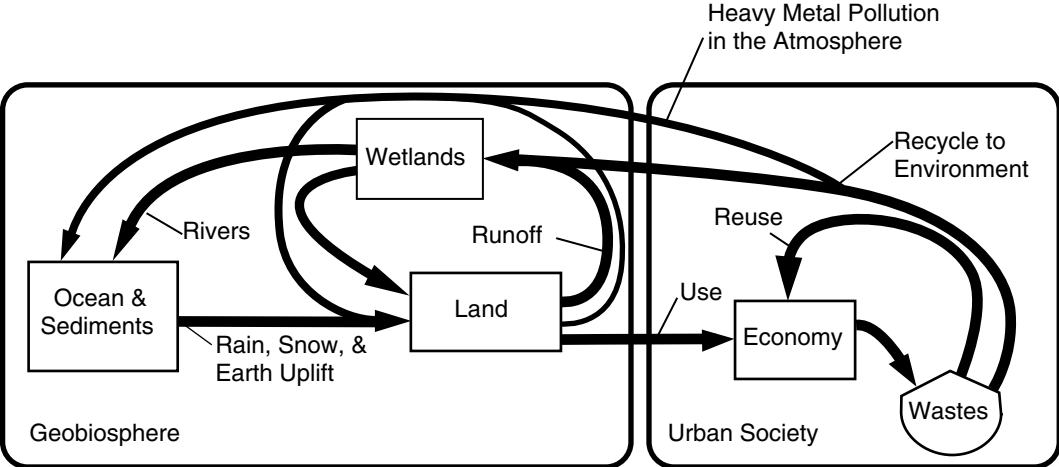 Heavy Metal Pollution
in the Atmosphere
Recycle to
Environment
Wetlands
Rivers
Runoff
Reuse
Ocean &
Sediments
Land
Use
Rain, Snow, &
Earth Uplift
Economy
Wastes
Geobiosphere
Urban Society